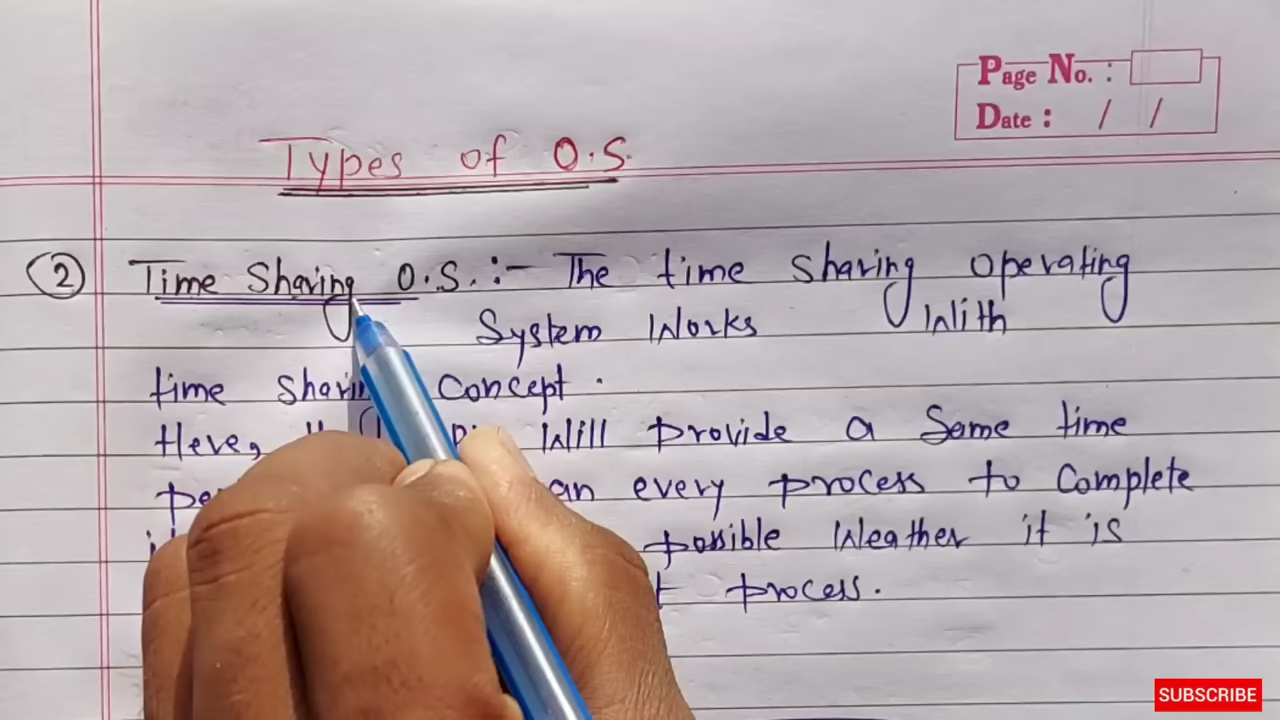 Page No. :
Date : / /
Types of O.S.
② Time Sharing O.S. :- The time sharing operating
System Works With
time Sharing Concept.
Here, Will provide a Same time
every process to Complete
possible Weather it is
process.
SUBSCRIBE